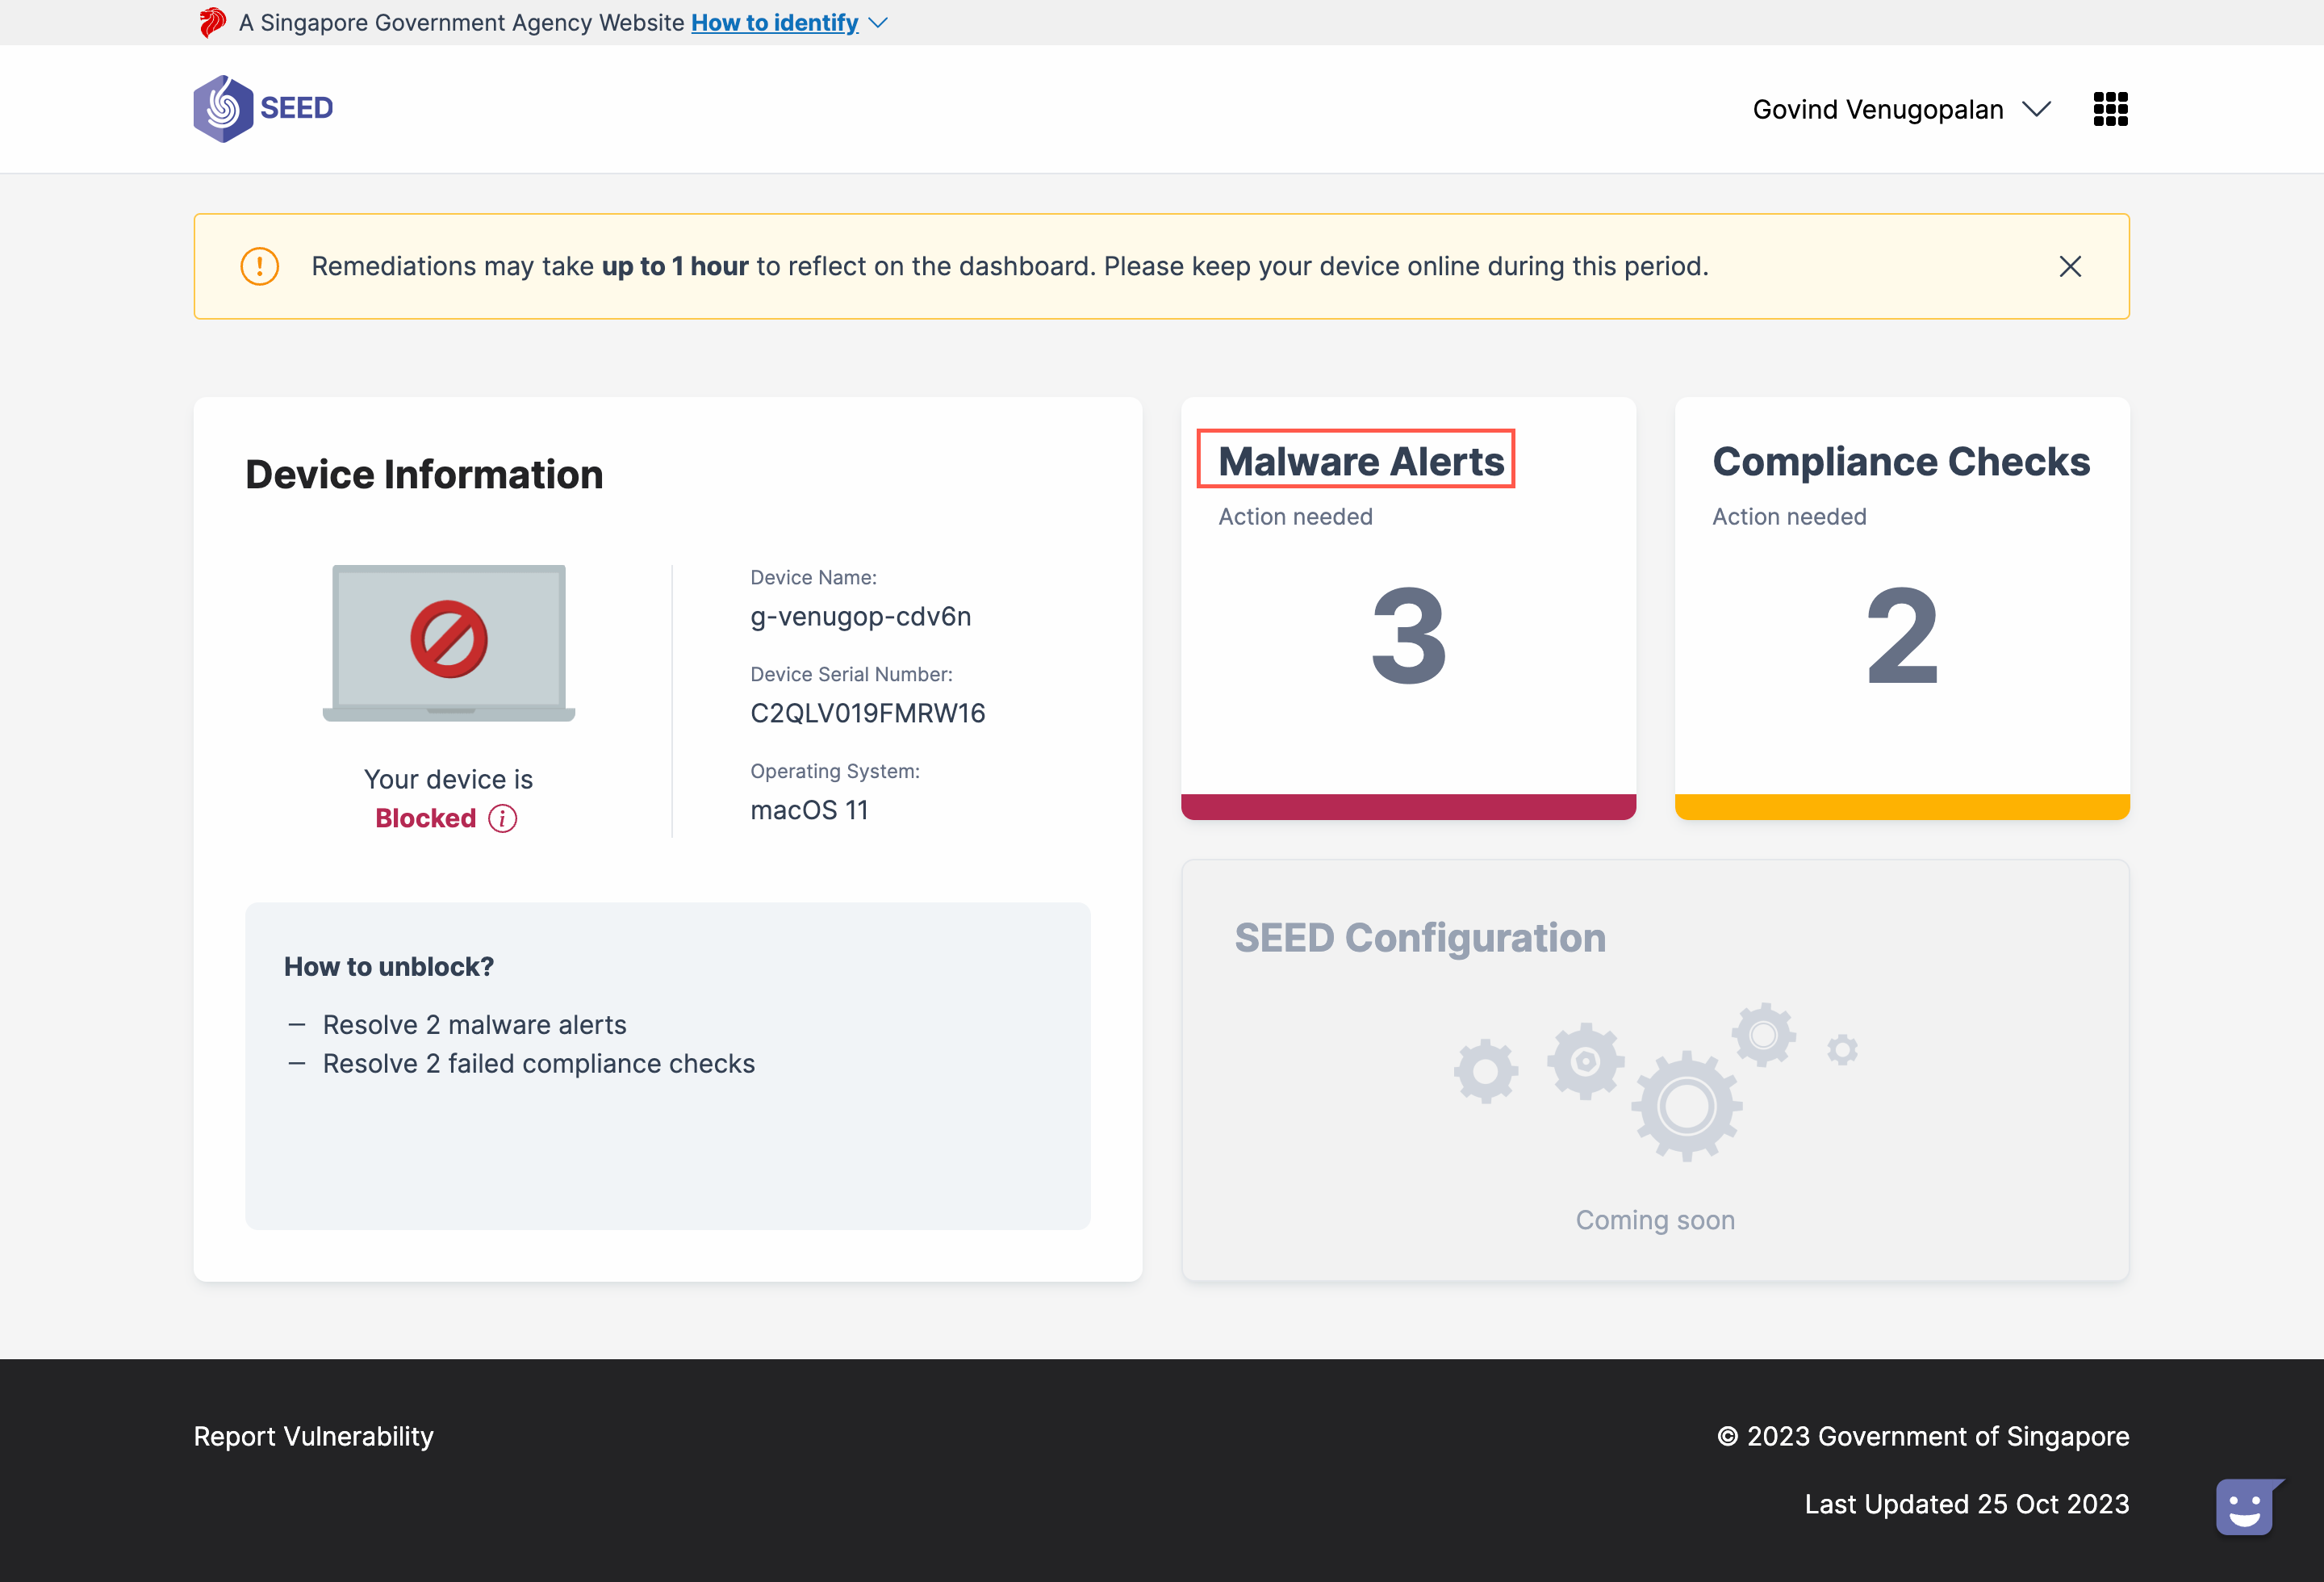 A Singapore Government Agency Website How to identify
SEED
Govind Venugopalan
Remediations may take up to 1 hour to reflect on the dashboard. Please keep your device online during this period.
Device Information
Your device is
Blocked
Device Name:
g-venugop-cdv6n
Device Serial Number:
C2QLV019FMRW16
Operating System:
macOS 11
How to unblock?
— Resolve 2 malware alerts
— Resolve 2 failed compliance checks
Malware Alerts
Action needed
3
Compliance Checks
Action needed
2
SEED Configuration
Coming soon
Report Vulnerability
© 2023 Government of Singapore
Last Updated 25 Oct 2023